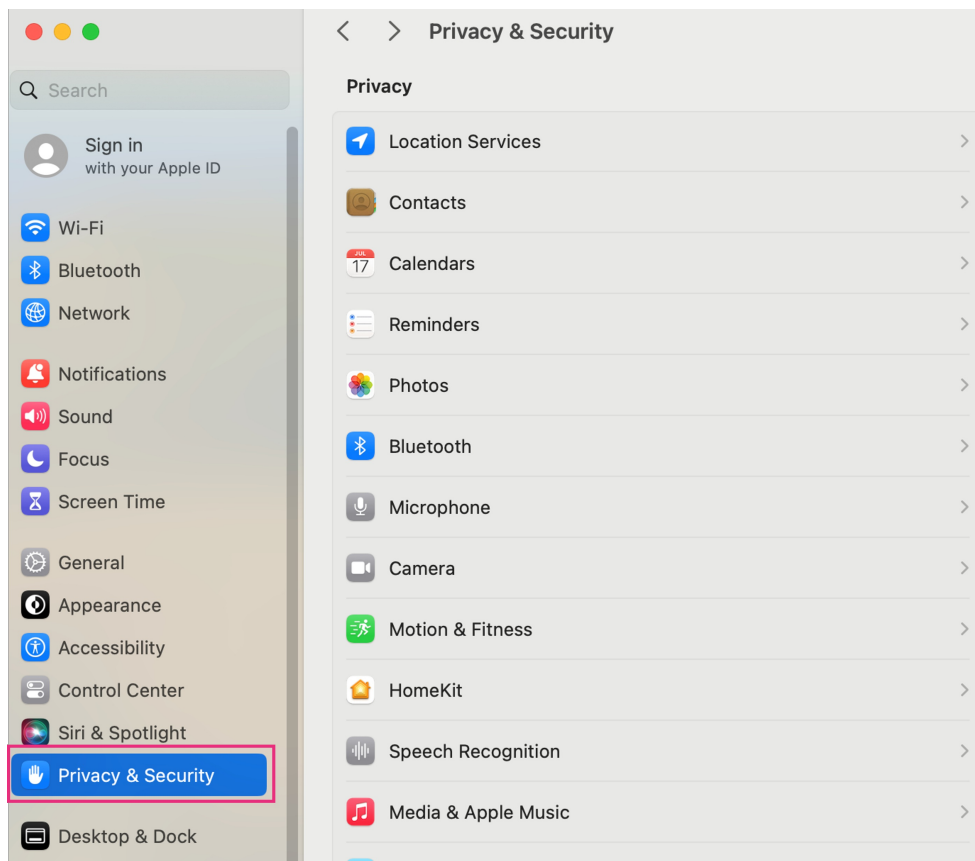 Search
Sign in
with your Apple ID
Wi-Fi
Bluetooth
Network
Notifications
Sound
Focus
Screen Time
General
Appearance
Accessibility
Control Center
Siri & Spotlight
Privacy & Security
Desktop & Dock
Privacy & Security
Privacy
Location Services
Contacts
JUL
17
Calendars
Reminders
Photos
Bluetooth
Microphone
Camera
Motion & Fitness
HomeKit
Speech Recognition
Media & Apple Music